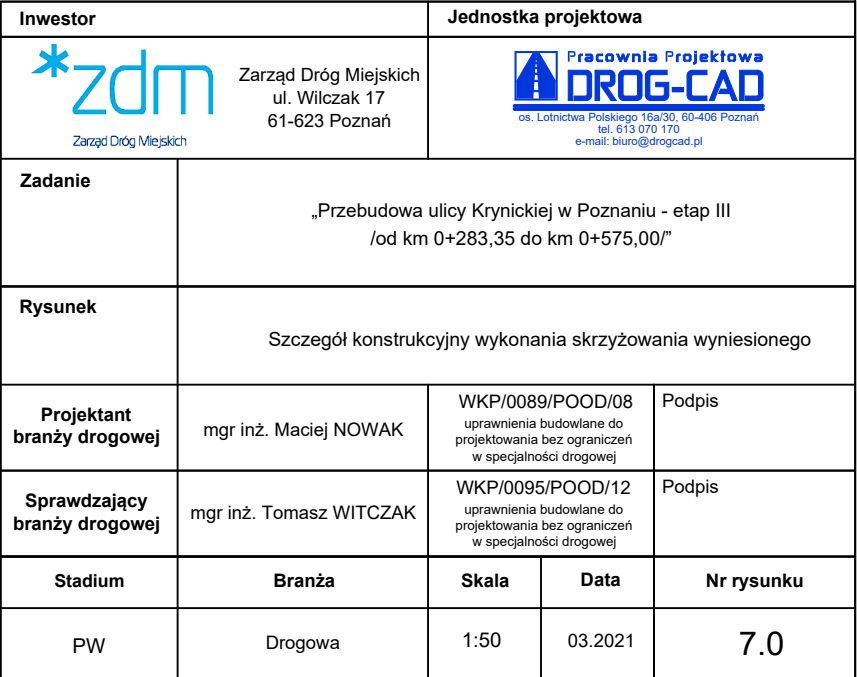 Inwestor
Jednostka projektowa
*zdm
Zarząd Dróg Miejskich
Zarząd Dróg Miejskich
ul. Wilczak 17
61-623 Poznań
Pracownia Projektowa
DROG-CAD
os. Lotnictwa Polskiego 16a/30, 60-406 Poznań
tel. 613 070 170
e-mail: biuro@drogcad.pl
Zadanie
„Przebudowa ulicy Krynickiej w Poznaniu - etap III
/od km 0+283,35 do km 0+575,00/”
Rysunek
Szczegół konstrukcyjny wykonania skrzyżowania wyniesionego
Projektant
branży drogowej
mgr inż. Maciej NOWAK
WKP/0089/POOD/08
uprawnienia budowlane do
projektowania bez ograniczeń
w specjalności drogowej
Podpis
Sprawdzający
branży drogowej
mgr inż. Tomasz WITCZAK
WKP/0095/POOD/12
uprawnienia budowlane do
projektowania bez ograniczeń
w specjalności drogowej
Podpis
Stadium
Branża
Skala
Data
Nr rysunku
PW
Drogowa
1:50
03.2021
7.0